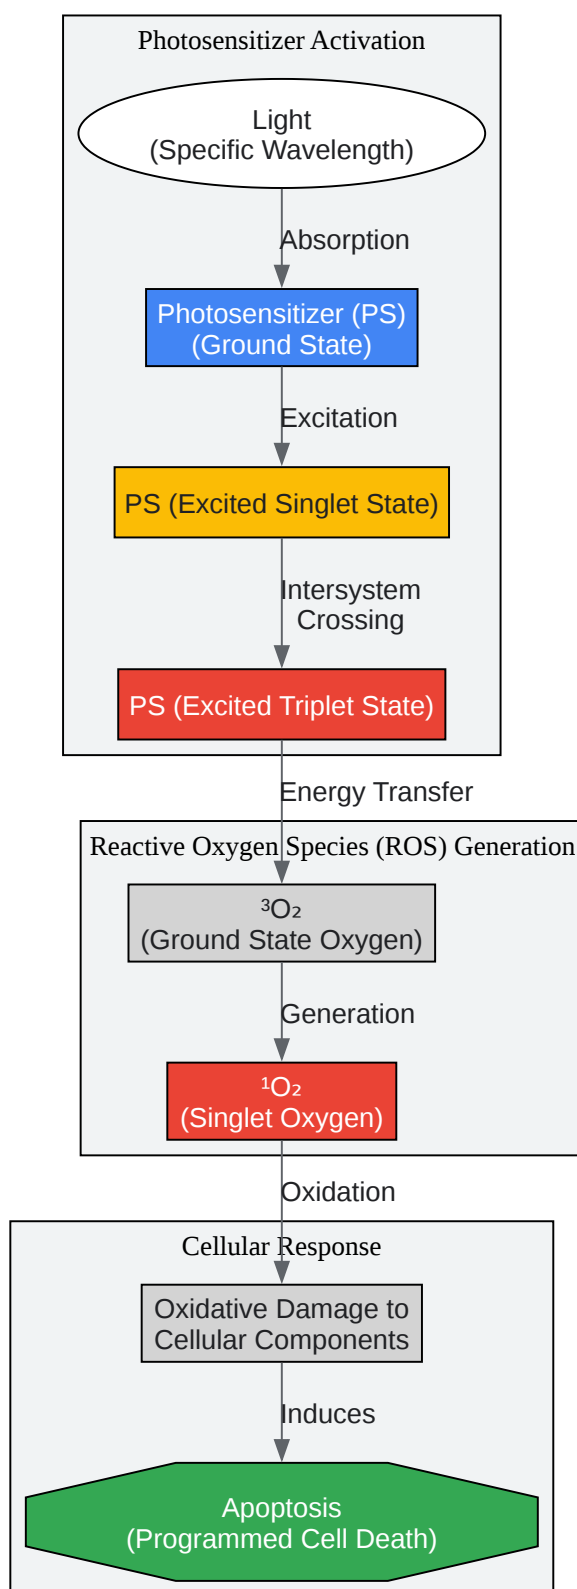 Photosensitizer Activation
Light
(Specific Wavelength)
Absorption
Photosensitizer (PS)
(Ground State)
Excitation
PS (Excited Singlet State)
Intersystem
Crossing
PS (Excited Triplet State)
Energy Transfer
Reactive Oxygen Species (ROS) Generation
³O₂
(Ground State Oxygen)
Generation
¹O₂
(Singlet Oxygen)
Oxidation
Cellular Response
Oxidative Damage to
Cellular Components
Induces
Apoptosis
(Programmed Cell Death)